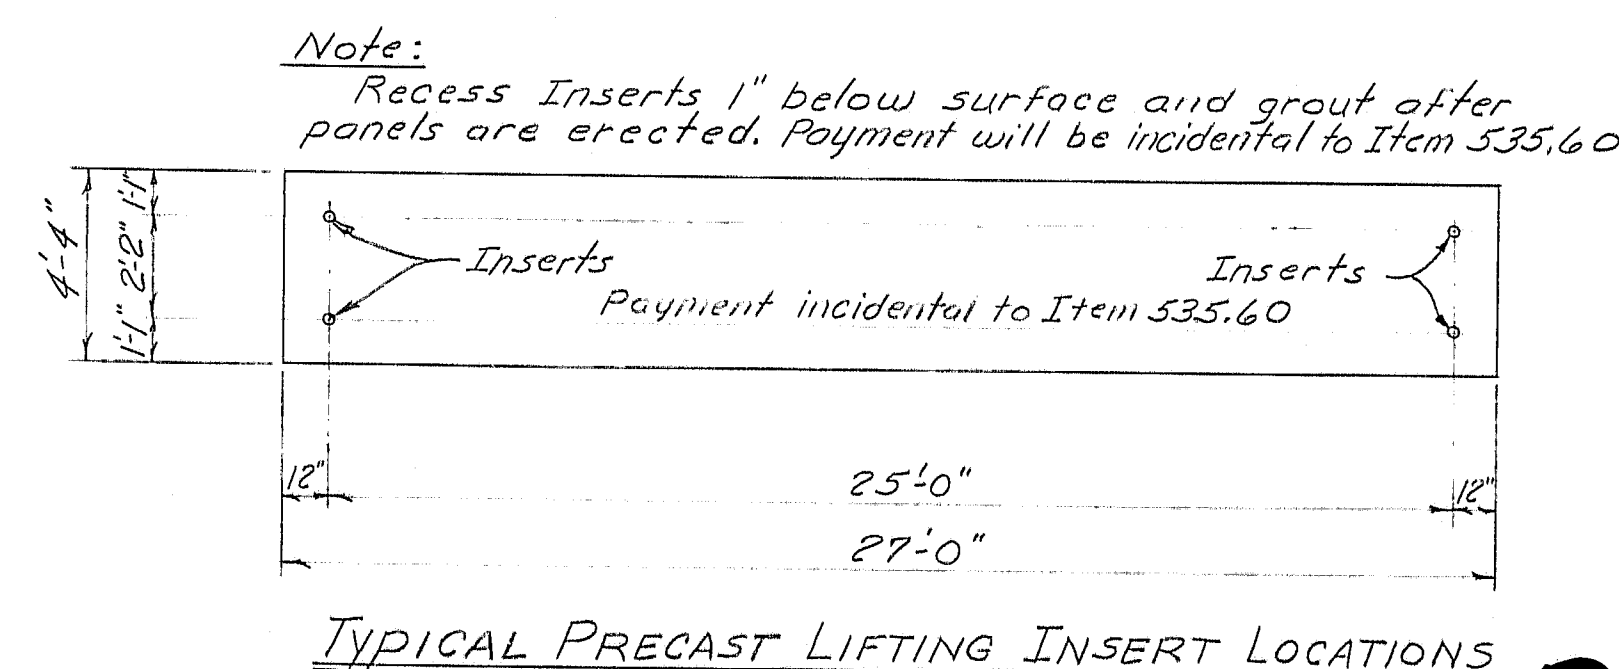 Note:
Recess Inserts 1" below surface and grout after
panels are erected. Payment will be incidental to Item 535.60
4'-4"
1'-1"
2'-2"
1'-1"
Inserts
Inserts
Payment incidental to Item 535.60
12"
25'-0"
12"
27'-0"
TYPICAL PRECAST LIFTING INSERT LOCATIONS